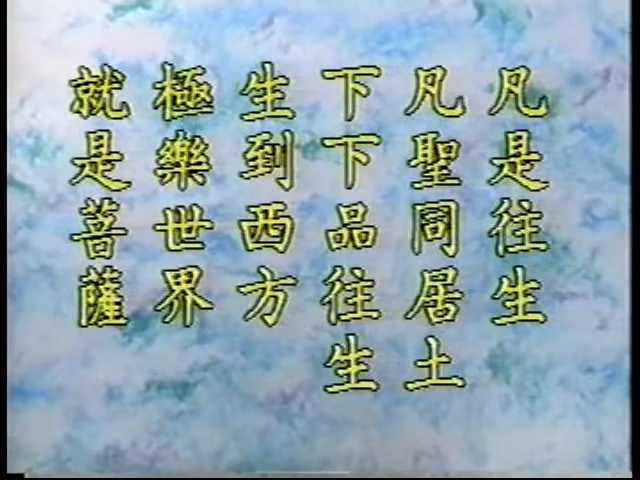 凡是往生
凡聖同居土
下下品往生
生到西方
極樂世界
就是菩薩